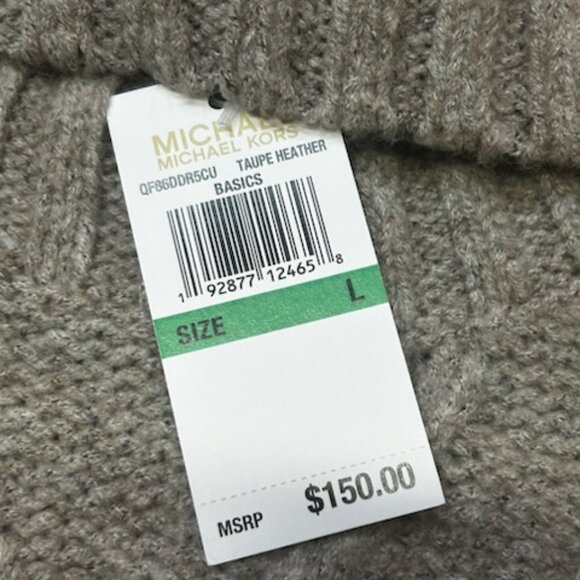 MICHAEL
MICHAEL KORS
QF86DDR5CU TAUPE HEATHER
BASICS
1 92877 12465 8
SIZE L
MSRP $150.00